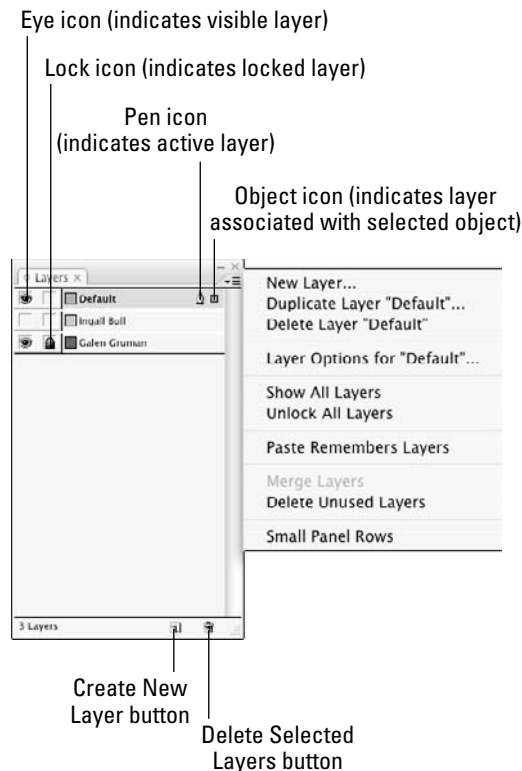 Eye icon (indicates visible layer)
Lock icon (indicates locked layer)
Pen icon
(indicates active layer)
Object icon (indicates layer
associated with selected object)
Layers ×
Default
Ingall Bull
Galen Gruman
New Layer...
Duplicate Layer "Default"...
Delete Layer "Default"
Layer Options for "Default"...
Show All Layers
Unlock All Layers
Paste Remembers Layers
Merge Layers
Delete Unused Layers
Small Panel Rows
3 Layers
Create New
Layer button
Delete Selected
Layers button